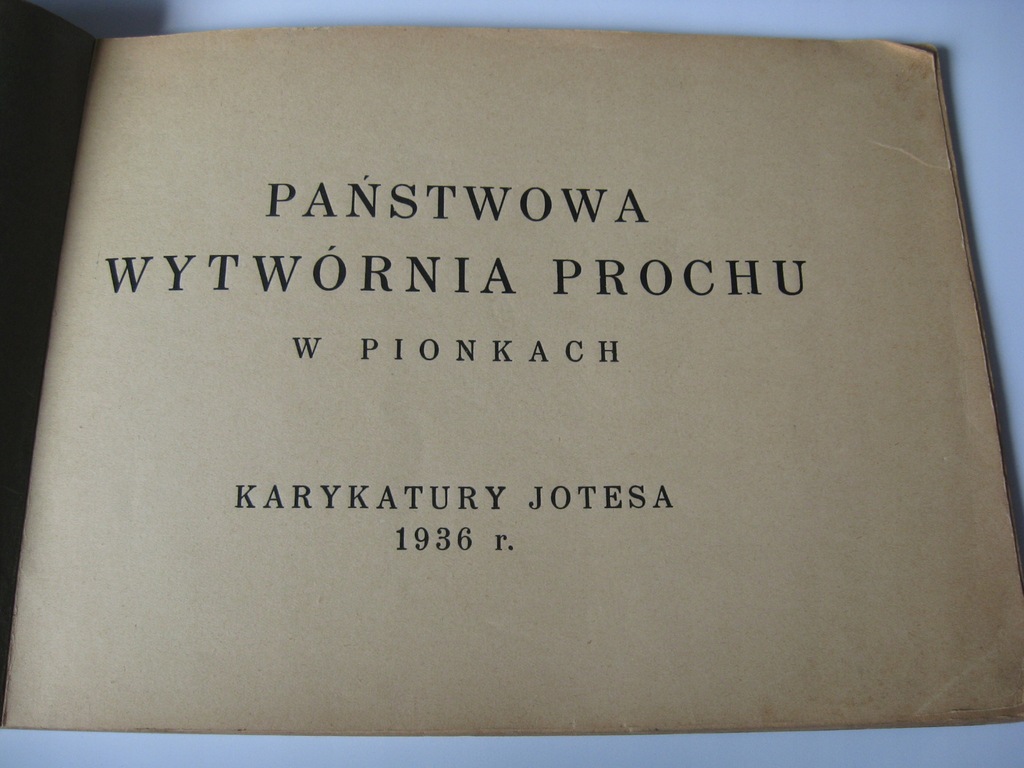 PAŃSTWOWA
WYTWÓRNIA PROCHU
W PIONKACH
KARYKATURY JOTESA
1936 r.